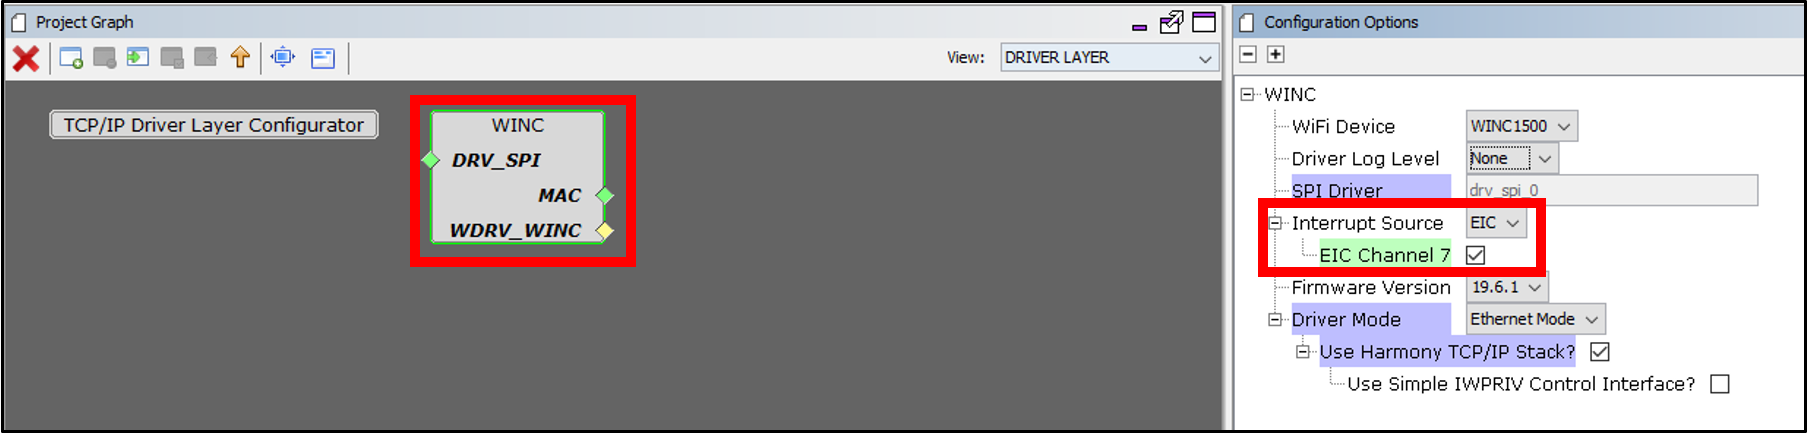 Project Graph
View: DRIVER LAYER
TCP/IP Driver Layer Configurator
WINC
DRV_SPI
MAC
WDRV_WINC
Configuration Options
WINC
WiFi Device WINC1500
Driver Log Level None
SPI Driver drv_spi_0
Interrupt Source EIC
EIC Channel 7
Firmware Version 19.6.1
Driver Mode Ethernet Mode
Use Harmony TCP/IP Stack?
Use Simple IWPRIV Control Interface?